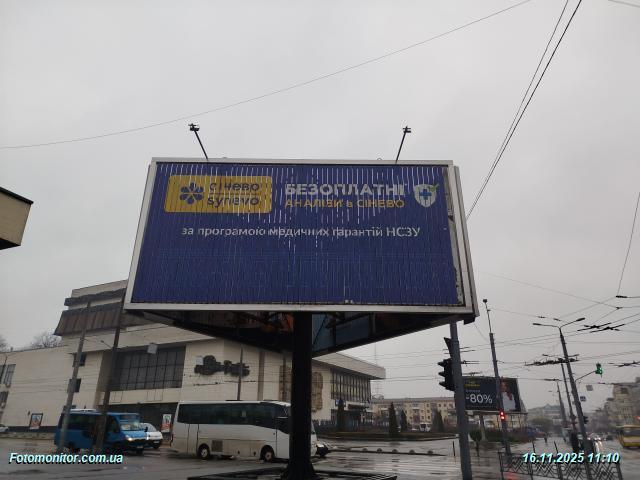 сінево
synevo
БЕЗОПЛАТНІ
АНАЛІЗИ в СІНЕВО
за програмою медичних гарантій НСЗУ
-80%
Fotomonitor.com.ua
16.11.2025 11:10